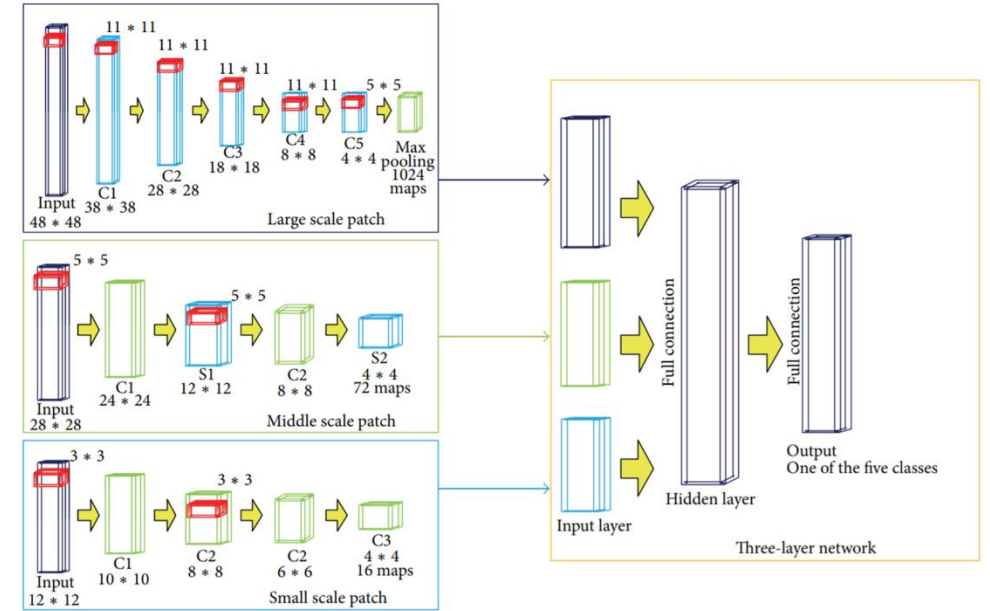 11 * 11
11 * 11
11 * 11
11 * 11
5 * 5
Input
48 * 48
C1
38 * 38
C2
28 * 28
C3
18 * 18
C4
8 * 8
C5
4 * 4
Max
pooling
1024
maps
Large scale patch
5 * 5
5 * 5
Input
28 * 28
C1
24 * 24
S1
12 * 12
C2
8 * 8
S2
4 * 4
72 maps
Middle scale patch
3 * 3
3 * 3
Input
12 * 12
C1
10 * 10
C2
8 * 8
C2
6 * 6
C3
4 * 4
16 maps
Small scale patch
Input layer
Full connection
Hidden layer
Full connection
Output
One of the five classes
Three-layer network